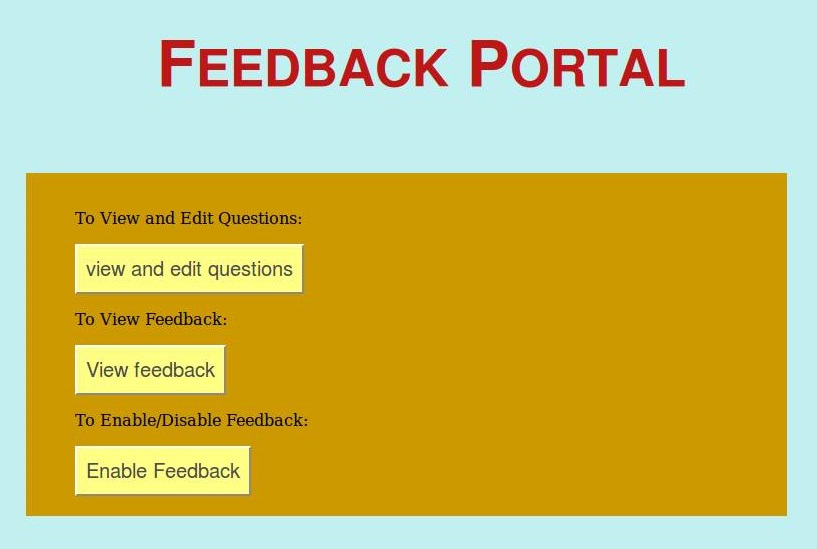 FEEDBACK PORTAL
To View and Edit Questions:
view and edit questions
To View Feedback:
View feedback
To Enable/Disable Feedback:
Enable Feedback